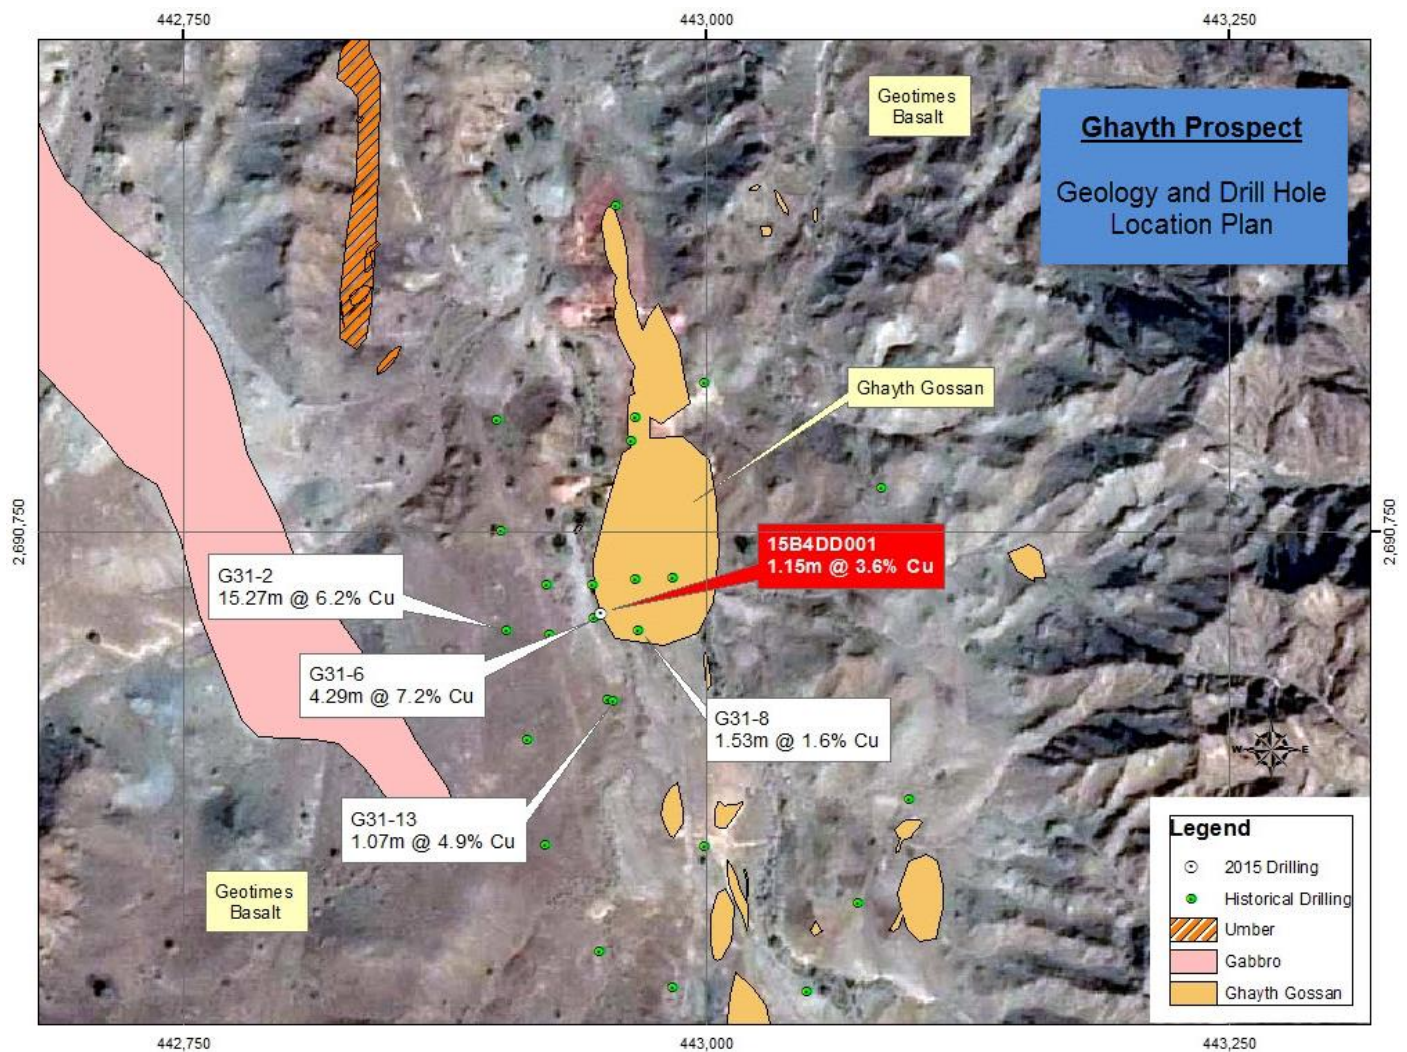 442,750
443,000
443,250
Geotimes
Basalt
Ghayth Prospect
Geology and Drill Hole
Location Plan
Ghayth Gossan
2,690,750
2,690,750
15B4DD001
1.15m @ 3.6% Cu
G31-2
15.27m @ 6.2% Cu
G31-6
4.29m @ 7.2% Cu
G31-8
1.53m @ 1.6% Cu
W
E
G31-13
1.07m @ 4.9% Cu
Geotimes
Basalt
Legend
2015 Drilling
Historical Drilling
Umber
Gabbro
Ghayth Gossan
442,750
443,000
443,250